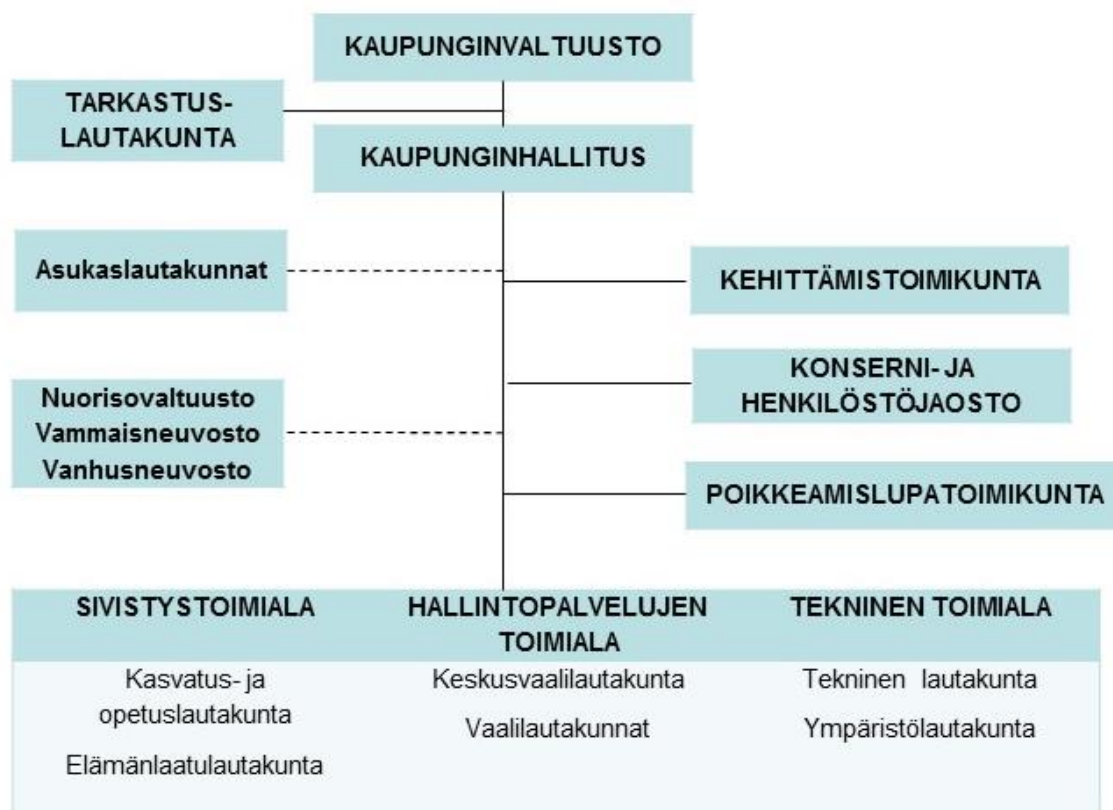 KAUPUNGINVALTUUSTO
TARKASTUS-
LAUTAKUNTA
KAUPUNGINHALLITUS
Asukaslautakunnat
KEHITTÄMISTOIMIKUNTA
KONSERNI- JA
HENKILÖSTÖJAOSTO
Nuorisovaltuusto
Vammaisneuvosto
Vanhusneuvosto
POIKKEAMISLUPATOIMIKUNTA
SIVISTYSTOIMIALA
Kasvatus- ja
opetuslautakunta
Elämänlaatulautakunta
HALLINTOPALVELUJEN
TOIMIALA
Keskusvaalilautakunta
Vaalilautakunnat
TEKNINEN TOIMIALA
Tekninen lautakunta
Ympäristölautakunta